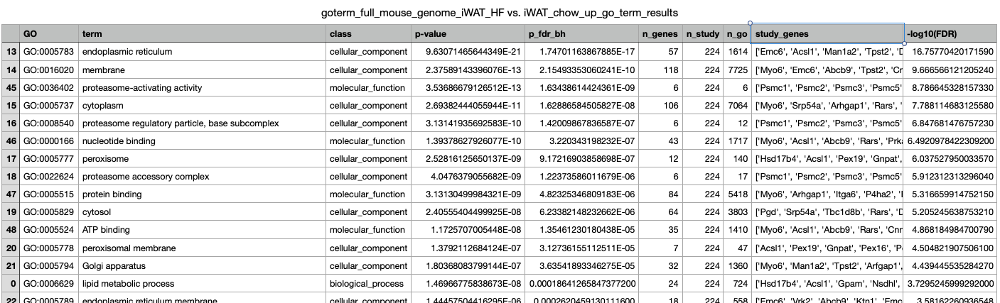 goterm_full_mouse_genome_iWAT_HF vs. iWAT_chow_up_go_term_results
GO term class p-value p_fdr_bh n_genes n_study n_go study_genes -log10(FDR)
13 GO:0005783 endoplasmic reticulum cellular_component 9.63071465644349E-21 1.74701163867885E-17 57 224 1614 ['Emc6', 'Acsl1', 'Man1a2', 'Tpst2', 'D 16.75770420171590
14 GO:0016020 membrane cellular_component 2.37589143396076E-13 2.15493353060241E-10 118 224 7725 ['Myo6', 'Emc6', 'Abcb9', 'Tpst2', 'Cr 9.666566121205240
45 GO:0036402 proteasome-activating activity molecular_function 3.53686679126512E-13 1.63438614424361E-09 6 224 6 ['Psmc1', 'Psmc2', 'Psmc3', 'Psmc5' 8.786645328157330
15 GO:0005737 cytoplasm cellular_component 2.69382444055944E-11 1.62886584505827E-08 106 224 7064 ['Myo6', 'Srp54a', 'Arhgap1', 'Rars', ' 7.788114683125580
16 GO:0008540 proteasome regulatory particle, base subcomplex cellular_component 3.13141935692583E-10 1.42009867836587E-07 6 224 12 ['Psmc1', 'Psmc2', 'Psmc3', 'Psmc5' 6.847681476757230
46 GO:0000166 nucleotide binding molecular_function 1.39378627926077E-10 3.220343198232E-07 43 224 1717 ['Myo6', 'Acsl1', 'Abcb9', 'Rars', 'Prka 6.4920978422309200
17 GO:0005777 peroxisome cellular_component 2.52816125650137E-09 9.17216903858698E-07 12 224 140 ['Hsd17b4', 'Acsl1', 'Pex19', 'Gnpat', 6.037527950033570
18 GO:0022624 proteasome accessory complex cellular_component 4.0476379055682E-09 1.22373586011679E-06 6 224 17 ['Psmc1', 'Psmc2', 'Psmc3', 'Psmc5' 5.912312313296040
47 GO:0005515 protein binding molecular_function 3.13130499984321E-09 4.82325346809183E-06 84 224 5418 ['Myo6', 'Arhgap1', 'Itga6', 'P4ha2', 5.316659914752150
19 GO:0005829 cytosol cellular_component 2.40555404499925E-08 6.23382148232662E-06 64 224 3803 ['Pgd', 'Srp54a', 'Tbc1d8b', 'Rars', 'D 5.205245638753210
48 GO:0005524 ATP binding molecular_function 1.1725707005448E-08 1.35461230180438E-05 35 224 1410 ['Myo6', 'Acsl1', 'Abcb9', 'Rars', 'Cnn 4.868184984700790
20 GO:0005778 peroxisomal membrane cellular_component 1.3792112684124E-07 3.12736155112511E-05 7 224 47 ['Acsl1', 'Pex19', 'Gnpat', 'Pex16', 'P 4.504821907506100
21 GO:0005794 Golgi apparatus cellular_component 1.80368083799144E-07 3.63541893346275E-05 32 224 1360 ['Myo6', 'Man1a2', 'Tpst2', 'Arfgap1', 4.439445535284270
0 GO:0006629 lipid metabolic process biological_process 1.46966775838673E-08 0.00018641265847377200 24 224 724 ['Hsd17b4', 'Acsl1', 'Gpam', 'Nsdhl', 3.7295245999292000
22 GO:0005789 endoplasmic reticulum membrane cellular_component 1.44457504416295E-06 0.0002620459130111600 18 224 558 ['Emc6', 'Vrk2', 'Abcb9', 'Ktn1', 'Emc 3.58162260936548